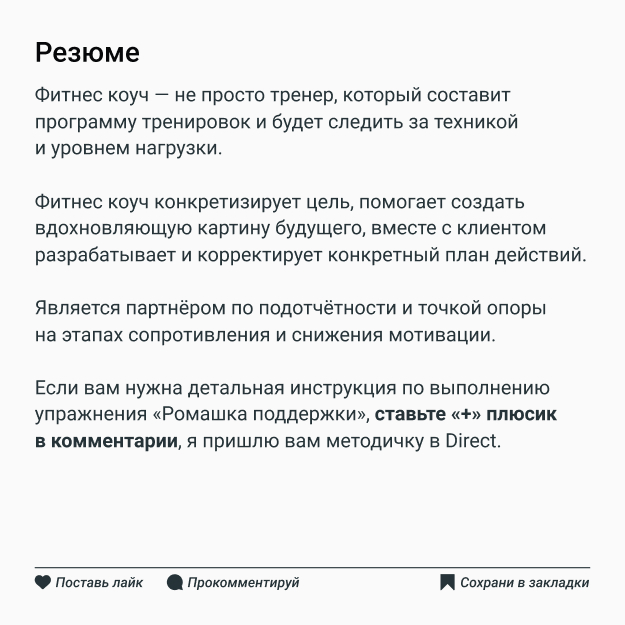 Резюме
Фитнес коуч — не просто тренер, который составит
программу тренировок и будет следить за техникой
и уровнем нагрузки.
Фитнес коуч конкретизирует цель, помогает создать
вдохновляющую картину будущего, вместе с клиентом
разрабатывает и корректирует конкретный план действий.
Является партнёром по подотчётности и точкой опоры
на этапах сопротивления и снижения мотивации.
Если вам нужна детальная инструкция по выполнению
упражнения «Ромашка поддержки», ставьте «+» плюсик
в комментарии, я пришлю вам методичку в Direct.
Поставь лайк Прокомментируй Сохрани в закладки